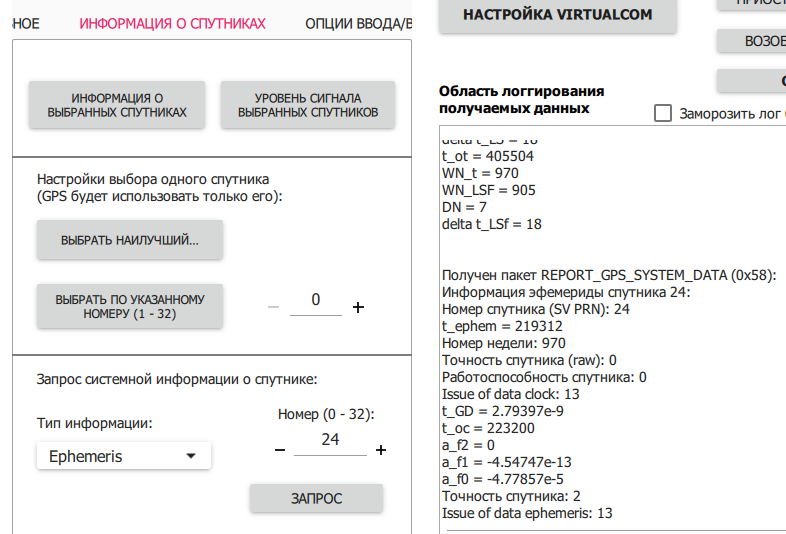 НОЕ
ИНФОРМАЦИЯ О СПУТНИКАХ
ОПЦИИ ВВОДА/В
ИНФОРМАЦИЯ О
ВЫБРАННЫХ СПУТНИКАХ
УРОВЕНЬ СИГНАЛА
ВЫБРАННЫХ СПУТНИКОВ
Настройки выбора одного спутника
(GPS будет использовать только его):
ВЫБРАТЬ НАИЛУЧШИЙ...
ВЫБРАТЬ ПО УКАЗАННОМУ
НОМЕРУ (1 - 32)
0
Запрос системной информации о спутнике:
Тип информации:
Номер (0 - 32):
Ephemeris
24
ЗАПРОС
НАСТРОЙКА VIRTUALCOM
ПРИОСТ
ВОЗОБ
Область логгирования
получаемых данных
Заморозить лог
delta t_LS = 18
t_ot = 405504
WN_t = 970
WN_LSF = 905
DN = 7
delta t_LSf = 18
Получен пакет REPORT_GPS_SYSTEM_DATA (0x58):
Информация эфемериды спутника 24:
Номер спутника (SV PRN): 24
t_ephem = 219312
Номер недели: 970
Точность спутника (raw): 0
Работоспособность спутника: 0
Issue of data clock: 13
t_GD = 2.79397e-9
t_oc = 223200
a_f2 = 0
a_f1 = -4.54747e-13
a_f0 = -4.77857e-5
Точность спутника: 2
Issue of data ephemeris: 13